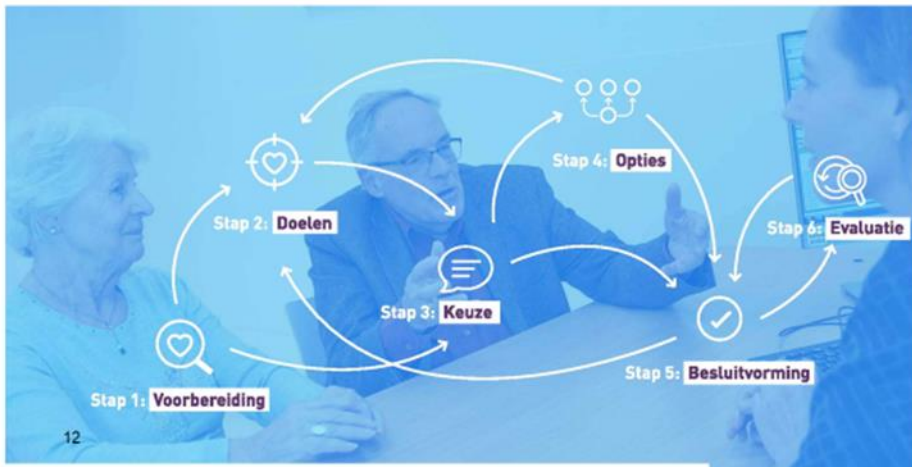 Stap 1: Voorbereiding
Stap 2: Doelen
Stap 3: Keuze
Stap 4: Opties
Stap 5: Besluitvorming
Stap 6: Evaluatie
12